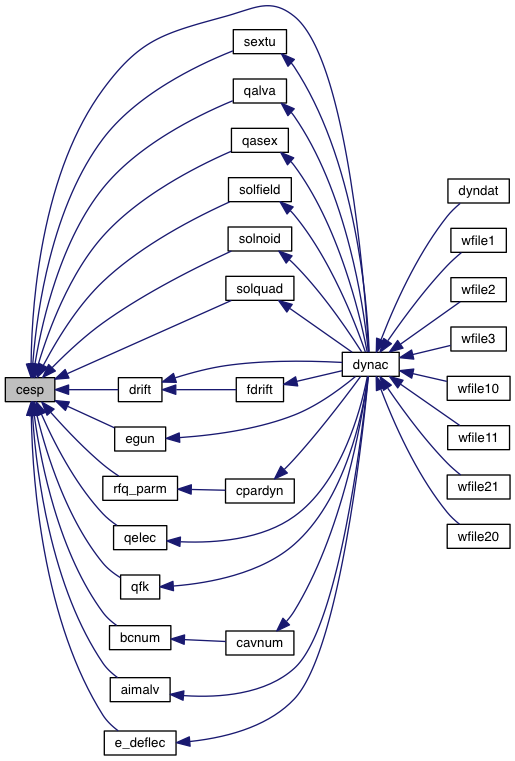 sextu
qalva
qasex
solfield
solnoid
solquad
dyndat
wfile1
wfile2
wfile3
dynac
cesp
drift
fdrift
wfile10
egun
wfile11
rfq_parm
cpardyn
wfile21
qelec
wfile20
qfk
bcnum
cavnum
aimalv
e_deflec